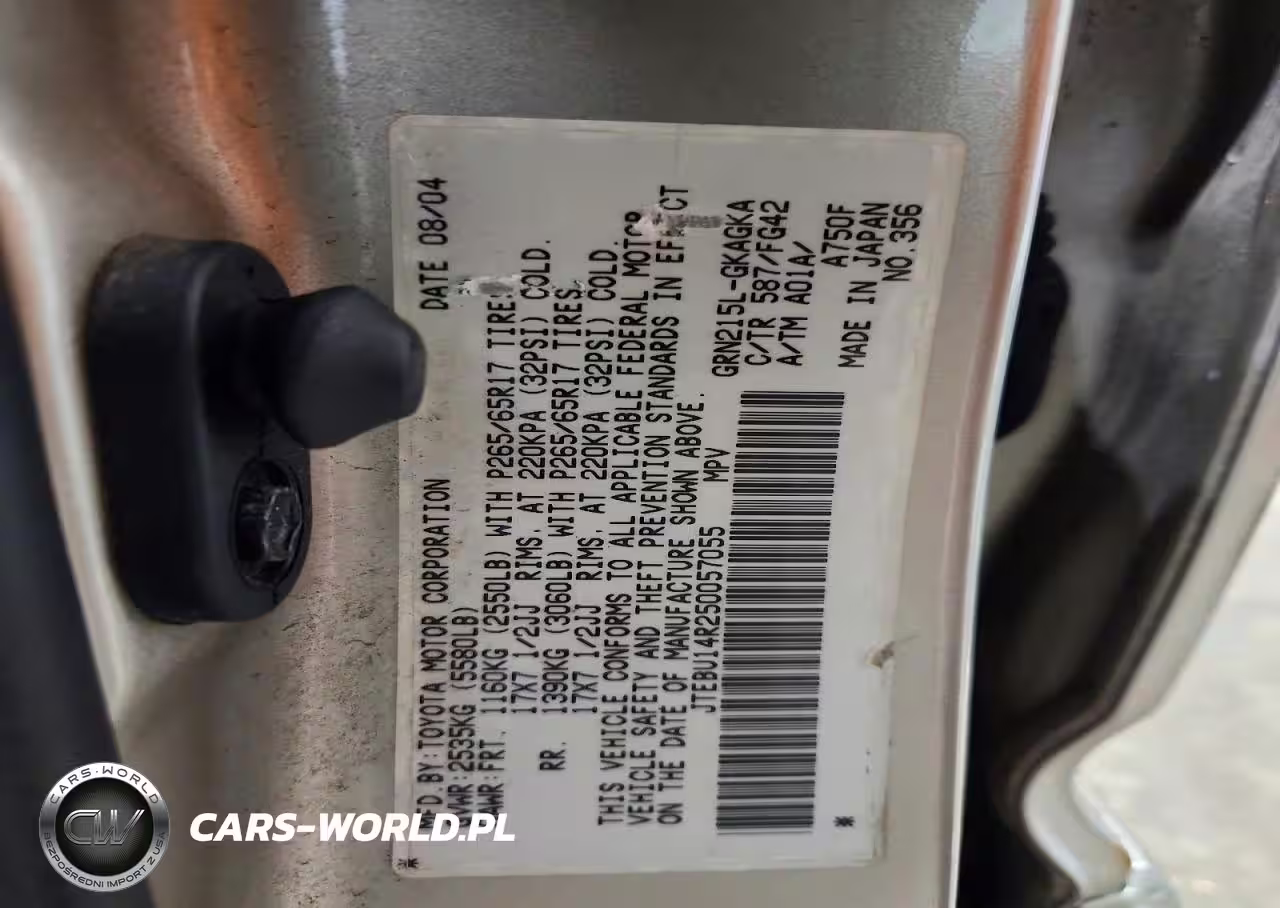 MFD.BY:TOYOTA MOTOR CORPORATION DATE 08/04
GVWR:2535KG (5580LB)
GAWR:FRT. 1160KG (2550LB) WITH P265/65R17 TIRES
17X7 1/2JJ RIMS, AT 220KPA (32PSI) COLD.
RR. 1390KG (3060LB) WITH P265/65R17 TIRES,
17X7 1/2JJ RIMS, AT 220KPA (32PSI) COLD.
THIS VEHICLE CONFORMS TO ALL APPLICABLE FEDERAL MOTOR
VEHICLE SAFETY AND THEFT PREVENTION STANDARDS IN EFFECT
ON THE DATE OF MANUFACTURE SHOWN ABOVE.
JTEBU14R250057055 MPV
GRN215L-GKAGKA
C/TR 587/FG42
A/TM A01A/
A750F
MADE IN JAPAN
NO.356
* *
CARS-WORLD
CW
BEZPOŚREDNI IMPORT Z USA
CARS-WORLD.PL